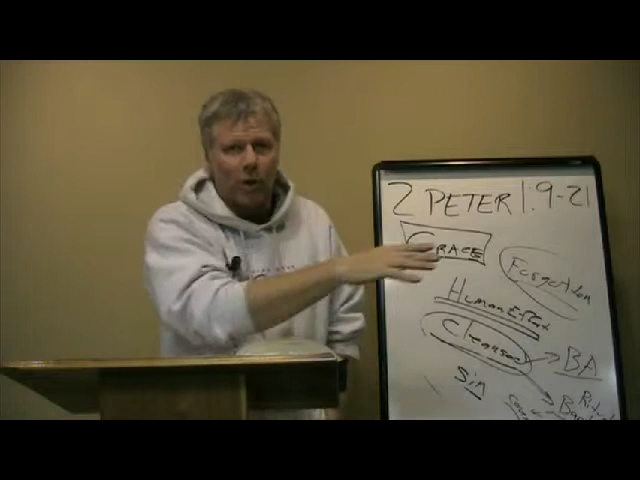 2 PETER 1:9-21
GRACE
Forgotten
Human Effort
Cleansed
BA
Sin